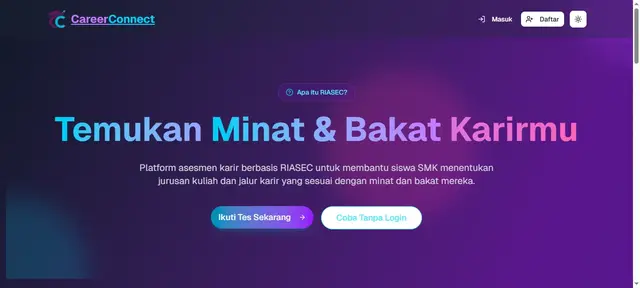 CareerConnect
Masuk
Daftar
Apa itu RIASEC?
Temukan Minat & Bakat Karirmu
Platform asesmen karir berbasis RIASEC untuk membantu siswa SMK menentukan
jurusan kuliah dan jalur karir yang sesuai dengan minat dan bakat mereka.
Ikuti Tes Sekarang
Coba Tanpa Login